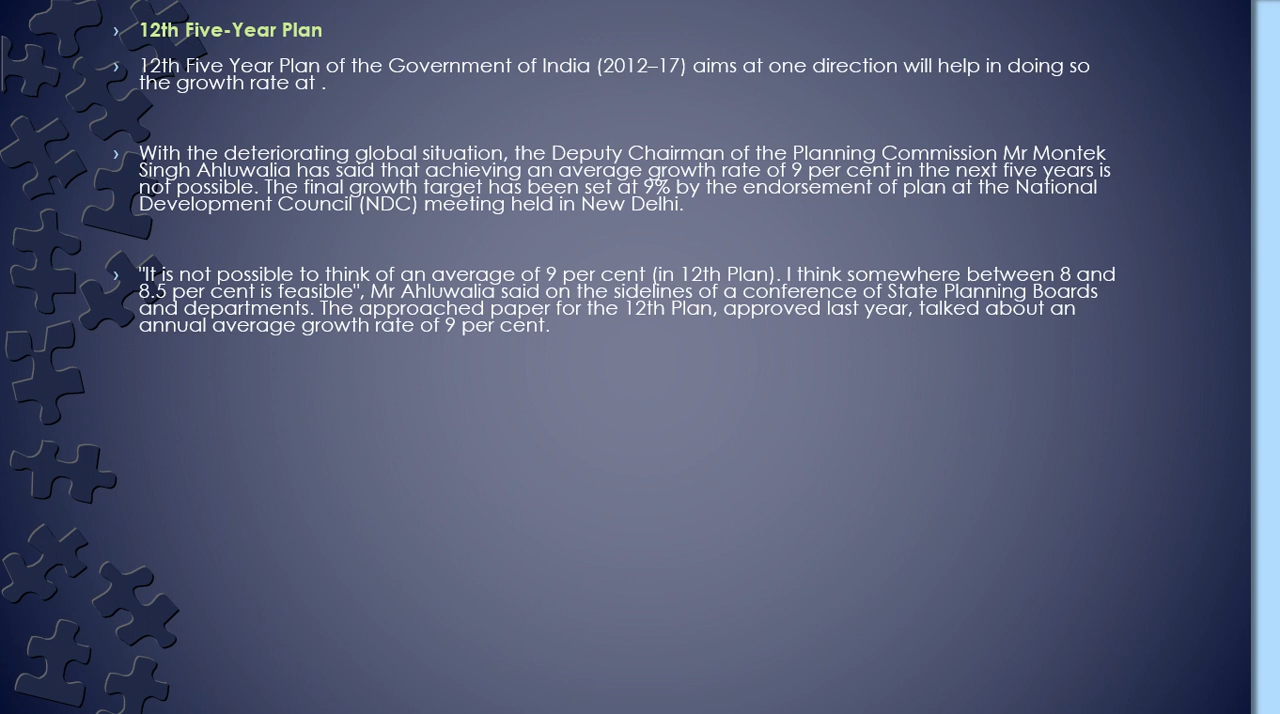 › 12th Five-Year Plan
› 12th Five Year Plan of the Government of India (2012–17) aims at one direction will help in doing so
the growth rate at .
› With the deteriorating global situation, the Deputy Chairman of the Planning Commission Mr Montek
Singh Ahluwalia has said that achieving an average growth rate of 9 per cent in the next five years is
not possible. The final growth target has been set at 9% by the endorsement of plan at the National
Development Council (NDC) meeting held in New Delhi.
› "It is not possible to think of an average of 9 per cent (in 12th Plan). I think somewhere between 8 and
8.5 per cent is feasible", Mr Ahluwalia said on the sidelines of a conference of State Planning Boards
and departments. The approached paper for the 12th Plan, approved last year, talked about an
annual average growth rate of 9 per cent.